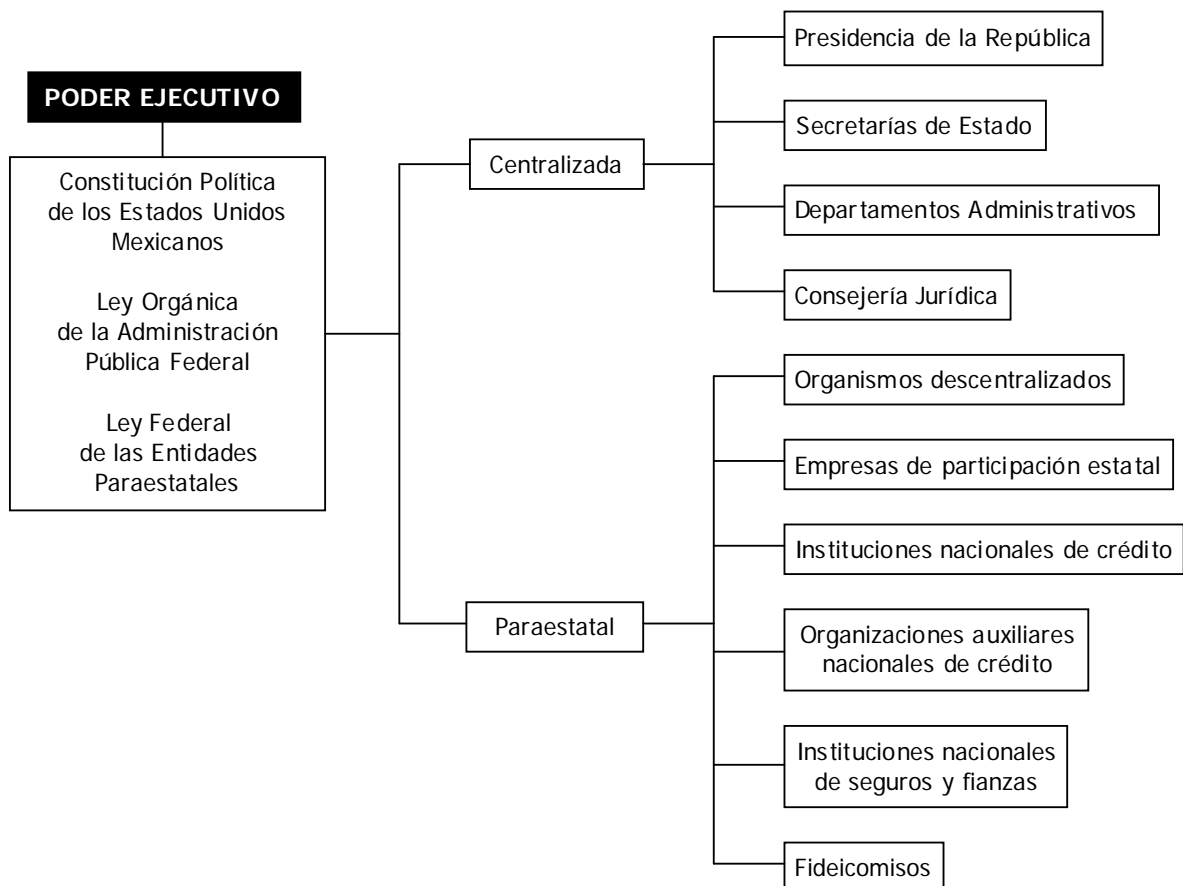 PODER EJECUTIVO
Constitución Política
de los Estados Unidos
Mexicanos
Ley Orgánica
de la Administración
Pública Federal
Ley Federal
de las Entidades
Paraestatales
Centralizada
Presidencia de la República
Secretarías de Estado
Departamentos Administrativos
Consejería Jurídica
Paraestatal
Organismos descentralizados
Empresas de participación estatal
Instituciones nacionales de crédito
Organizaciones auxiliares
nacionales de crédito
Instituciones nacionales
de seguros y fianzas
Fideicomisos